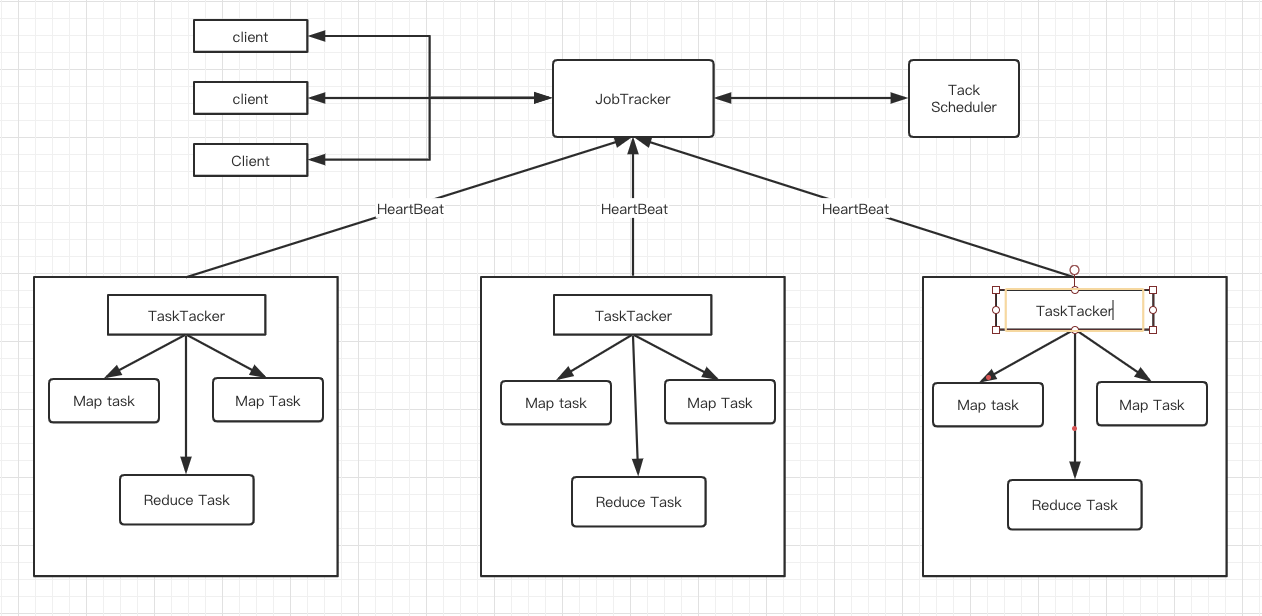 client
client
Client
JobTracker
Tack
Scheduler
HeartBeat
HeartBeat
HeartBeat
TaskTacker
Map task
Map Task
Reduce Task
TaskTacker
Map task
Map Task
Reduce Task
TaskTacker
Map task
Map Task
Reduce Task